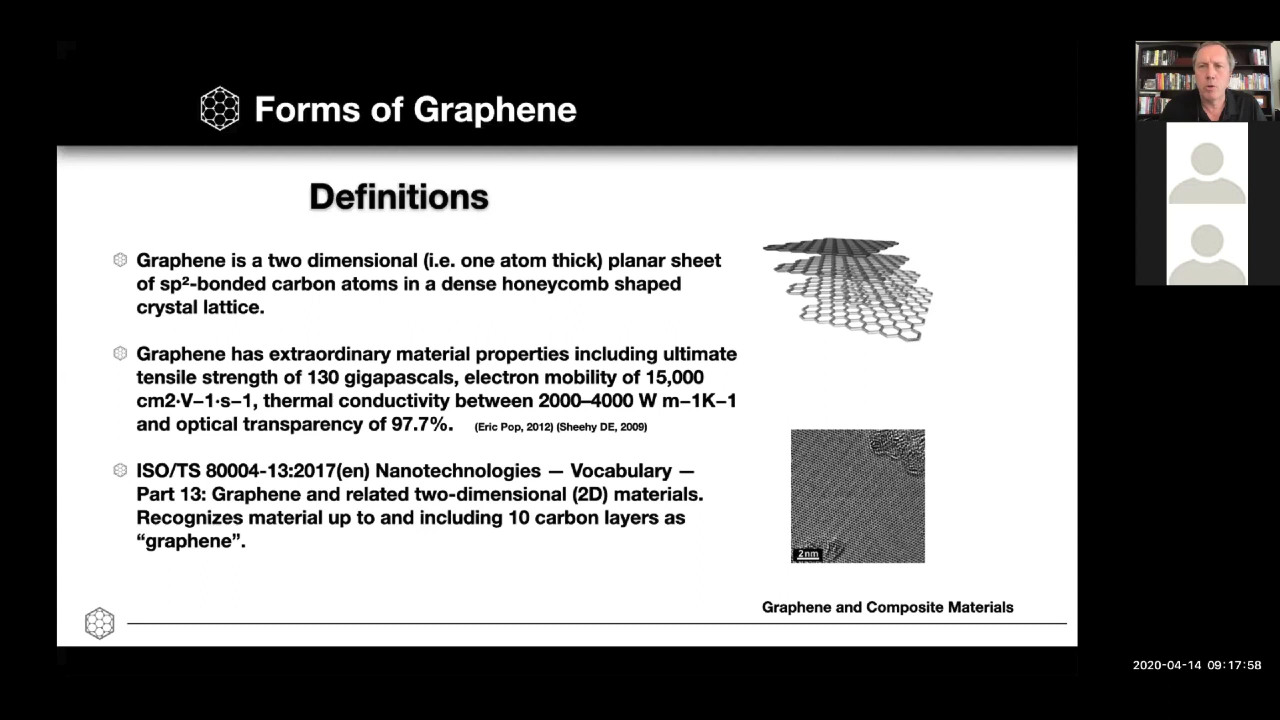 Forms of Graphene
Definitions
Graphene is a two dimensional (i.e. one atom thick) planar sheet
of sp²-bonded carbon atoms in a dense honeycomb shaped
crystal lattice.
Graphene has extraordinary material properties including ultimate
tensile strength of 130 gigapascals, electron mobility of 15,000
cm2·V−1·s−1, thermal conductivity between 2000–4000 W m−1K−1
and optical transparency of 97.7%. (Eric Pop, 2012) (Sheehy DE, 2009)
ISO/TS 80004-13:2017(en) Nanotechnologies — Vocabulary —
Part 13: Graphene and related two-dimensional (2D) materials.
Recognizes material up to and including 10 carbon layers as
“graphene”.
2nm
Graphene and Composite Materials
2020-04-14 09:17:58